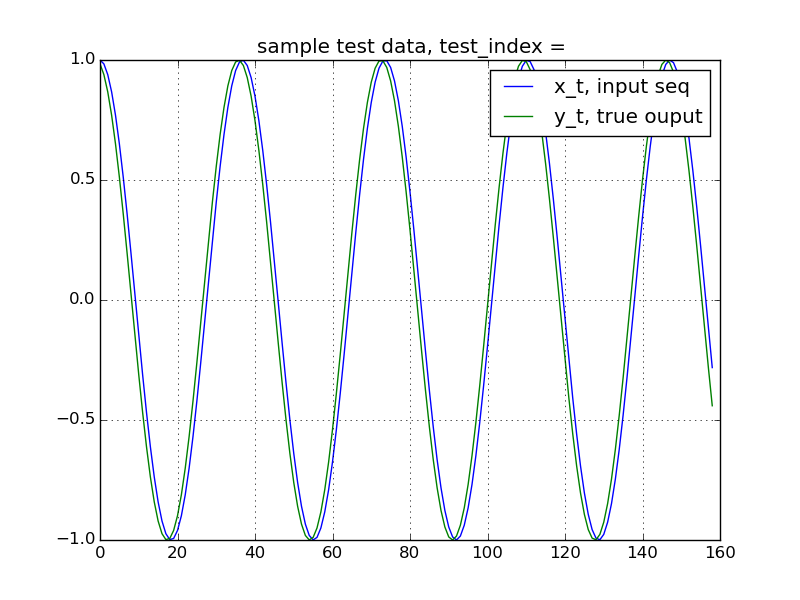 sample test data, test_index =
x_t, input seq
y_t, true ouput
1.0
0.5
0.0
−0.5
−1.0
0 20 40 60 80 100 120 140 160